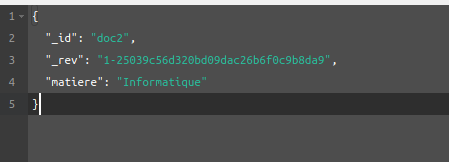 1 {
2 "_id": "doc2",
3 "_rev": "1-25039c56d320bd09dac26b6f0c9b8da9",
4 "matiere": "Informatique"
5 }